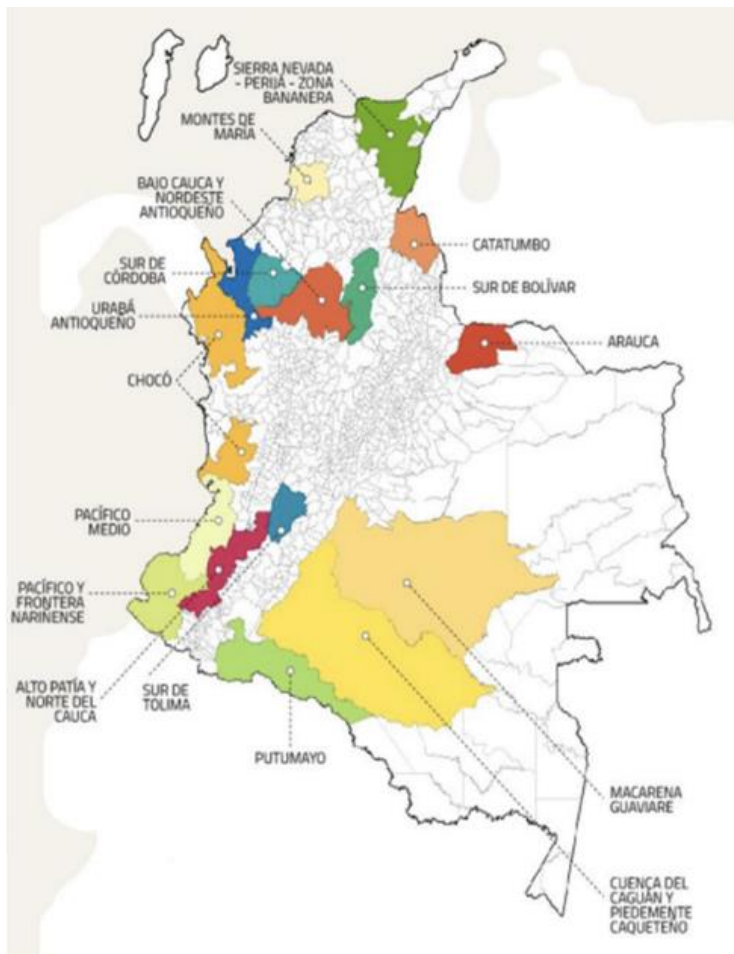 SIERRA NEVADA
- PERIJÁ - ZONA
BANANERA
MONTES DE
MARÍA
BAJO CAUCA Y
NORDESTE
ANTIOQUEÑO
CATATUMBO
SUR DE
CÓRDOBA
SUR DE BOLÍVAR
URABÁ
ANTIOQUEÑO
ARAUCA
CHOCÓ
PACÍFICO
MEDIO
PACÍFICO Y
FRONTERA
NARIÑENSE
ALTO PATÍA Y
NORTE DEL
CAUCA
SUR DE
TOLIMA
PUTUMAYO
MACARENA
GUAVIARE
CUENCA DEL
CAGUÁN Y
PIEDEMENTE
CAQUETEÑO